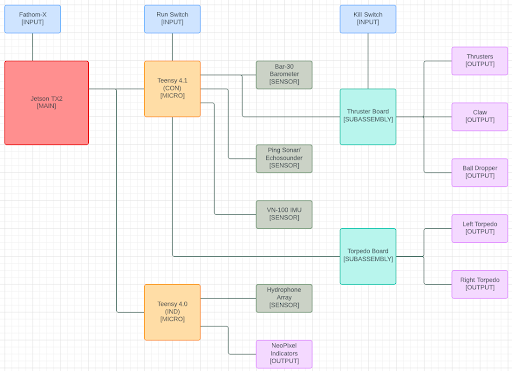 Fathom-X
[INPUT]
Run Switch
[INPUT]
Kill Switch
[INPUT]
Jetson TX2
[MAIN]
Teensy 4.1
(CON)
[MICRO]
Bar-30
Barometer
[SENSOR]
Thruster Board
[SUBASSEMBLY]
Thrusters
[OUTPUT]
Claw
[OUTPUT]
Ball Dropper
[OUTPUT]
Ping Sonar/
Echosounder
[SENSOR]
VN-100 IMU
[SENSOR]
Torpedo Board
[SUBASSEMBLY]
Left Torpedo
[OUTPUT]
Right Torpedo
[OUTPUT]
Teensy 4.0
(IND)
[MICRO]
Hydrophone
Array
[SENSOR]
NeoPixel
Indicators
[OUTPUT]